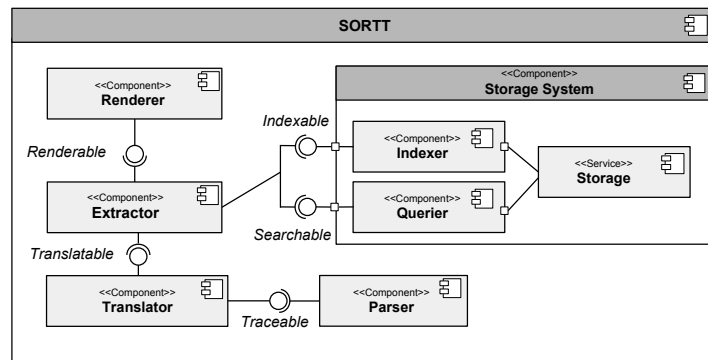 SORTT
<<Component>>
Renderer
<<Component>>
Storage System
Indexable
<<Component>>
Indexer
Renderable
<<Service>>
Storage
<<Component>>
Extractor
<<Component>>
Querier
Searchable
Translatable
<<Component>>
Translator
Traceable
<<Component>>
Parser